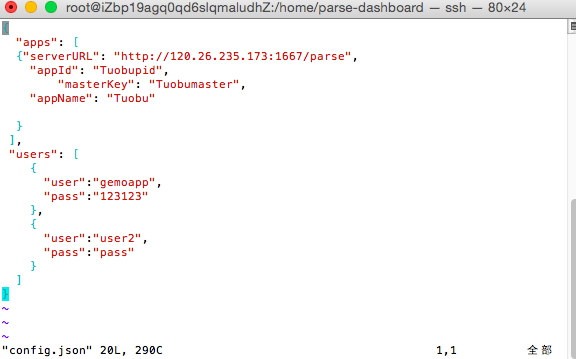 root@iZbp19agq0qd6slqmaludhZ:/home/parse-dashboard — ssh — 80×24
{
"apps": [
{"serverURL": "http://120.26.235.173:1667/parse",
"appId": "Tuobupid",
"masterKey": "Tuobumaster",
"appName": "Tuobu"
}
],
"users": [
{
"user":"gemoapp",
"pass":"123123"
},
{
"user":"user2",
"pass":"pass"
}
]
}
~
~
~
"config.json" 20L, 290C 1,1 全部